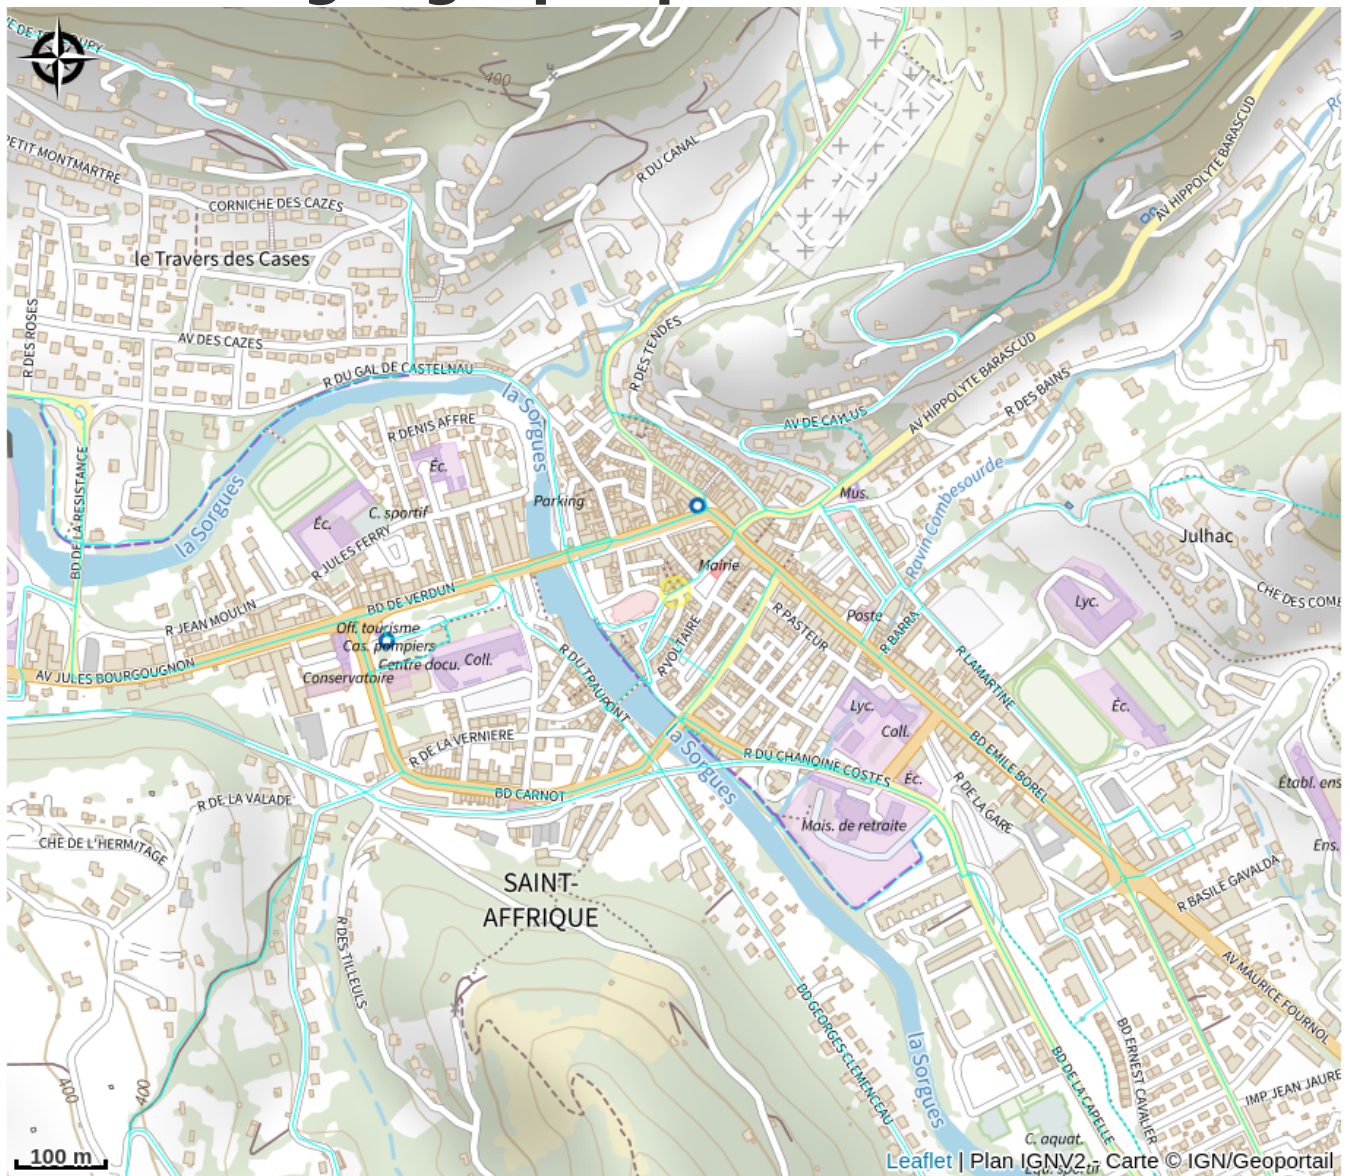 400
R DU CANAL
PETIT MONTMARTRE
AV HIPPOLYTE BARASCUD
CORNICHE DES CAZES
le Travers des Cases
R DES ROSES
AV DES CAZES
R DES TENDES
R DU GAL DE CASTELNAU
la Sorgues
AV HIPPOLYTE BARASCUD
R DES BAINS
R DENIS AFFRE
AV DE CAYLUS
BD DE LA RESISTANCE
Éc.
Parking
Mus.
Ravin Combesourde
la Sorgues
C. sportif
Éc.
R JULES FERRY
Julhac
Mairie
CHE DES COMB
BD DE VERDUN
Lyc.
R JEAN MOULIN
R PASTEUR
Poste
R BARRA
Off. tourisme
Cas. pompiers
Centre docu.
Coll.
R VOLTAIRE
R LAMARTINE
AV JULES BOURGOUGNON
Conservatoire
R DU TRAUPONT
Lyc.
Éc.
Coll.
R DE LA VERNIERE
la Sorgues
R DU CHANOINE COSTES
BD EMILE BOREL
Éc.
Établ. ens
BD CARNOT
R DE LA GARE
R DE LA VALADE
Mais. de retraite
CHE DE L'HERMITAGE
Ens.
SAINT-
AFFRIQUE
R BASILE GAVALDA
R DES TILLEULS
AV MAURICE FOURNOL
BD GEORGES CLEMENCEAU
la Sorgues
BD ERNEST CAVALIER
BD DE LA CAPELLE
400
400
IMP JEAN JAURE
C. aquat.
Équ. sportif
100 m
Leaflet | Plan IGNV2 - Carte © IGN/Geoportail